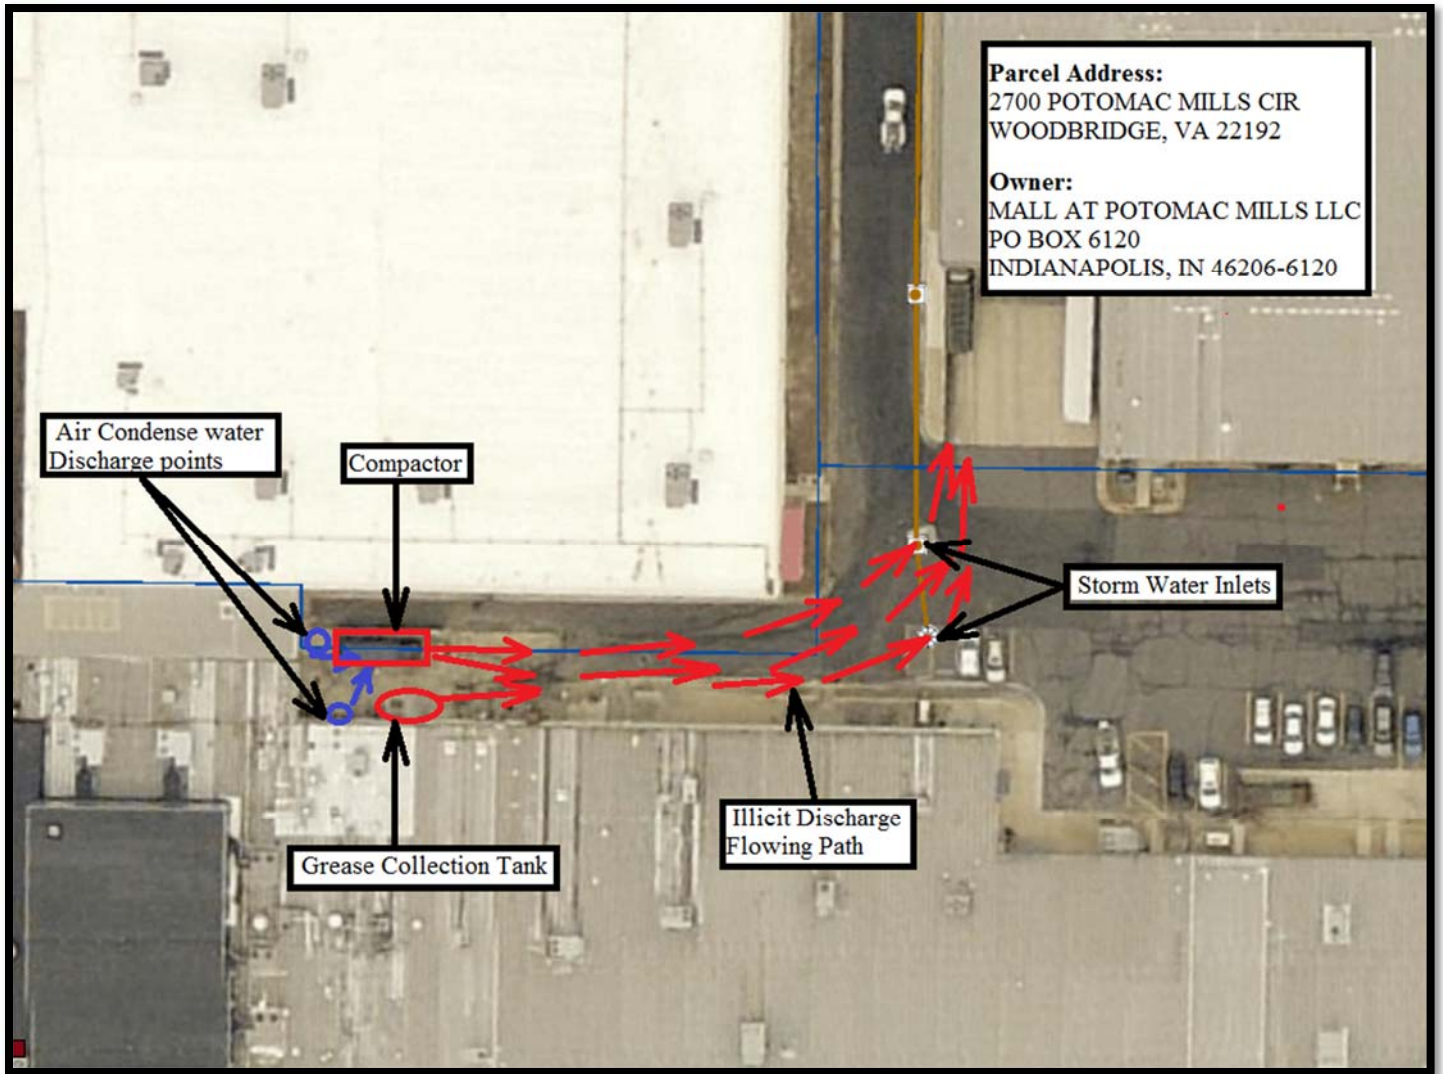 Parcel Address:
2700 POTOMAC MILLS CIR
WOODBRIDGE, VA 22192
Owner:
MALL AT POTOMAC MILLS LLC
PO BOX 6120
INDIANAPOLIS, IN 46206-6120
Air Condense water
Discharge points
Compactor
Storm Water Inlets
Illicit Discharge
Flowing Path
Grease Collection Tank